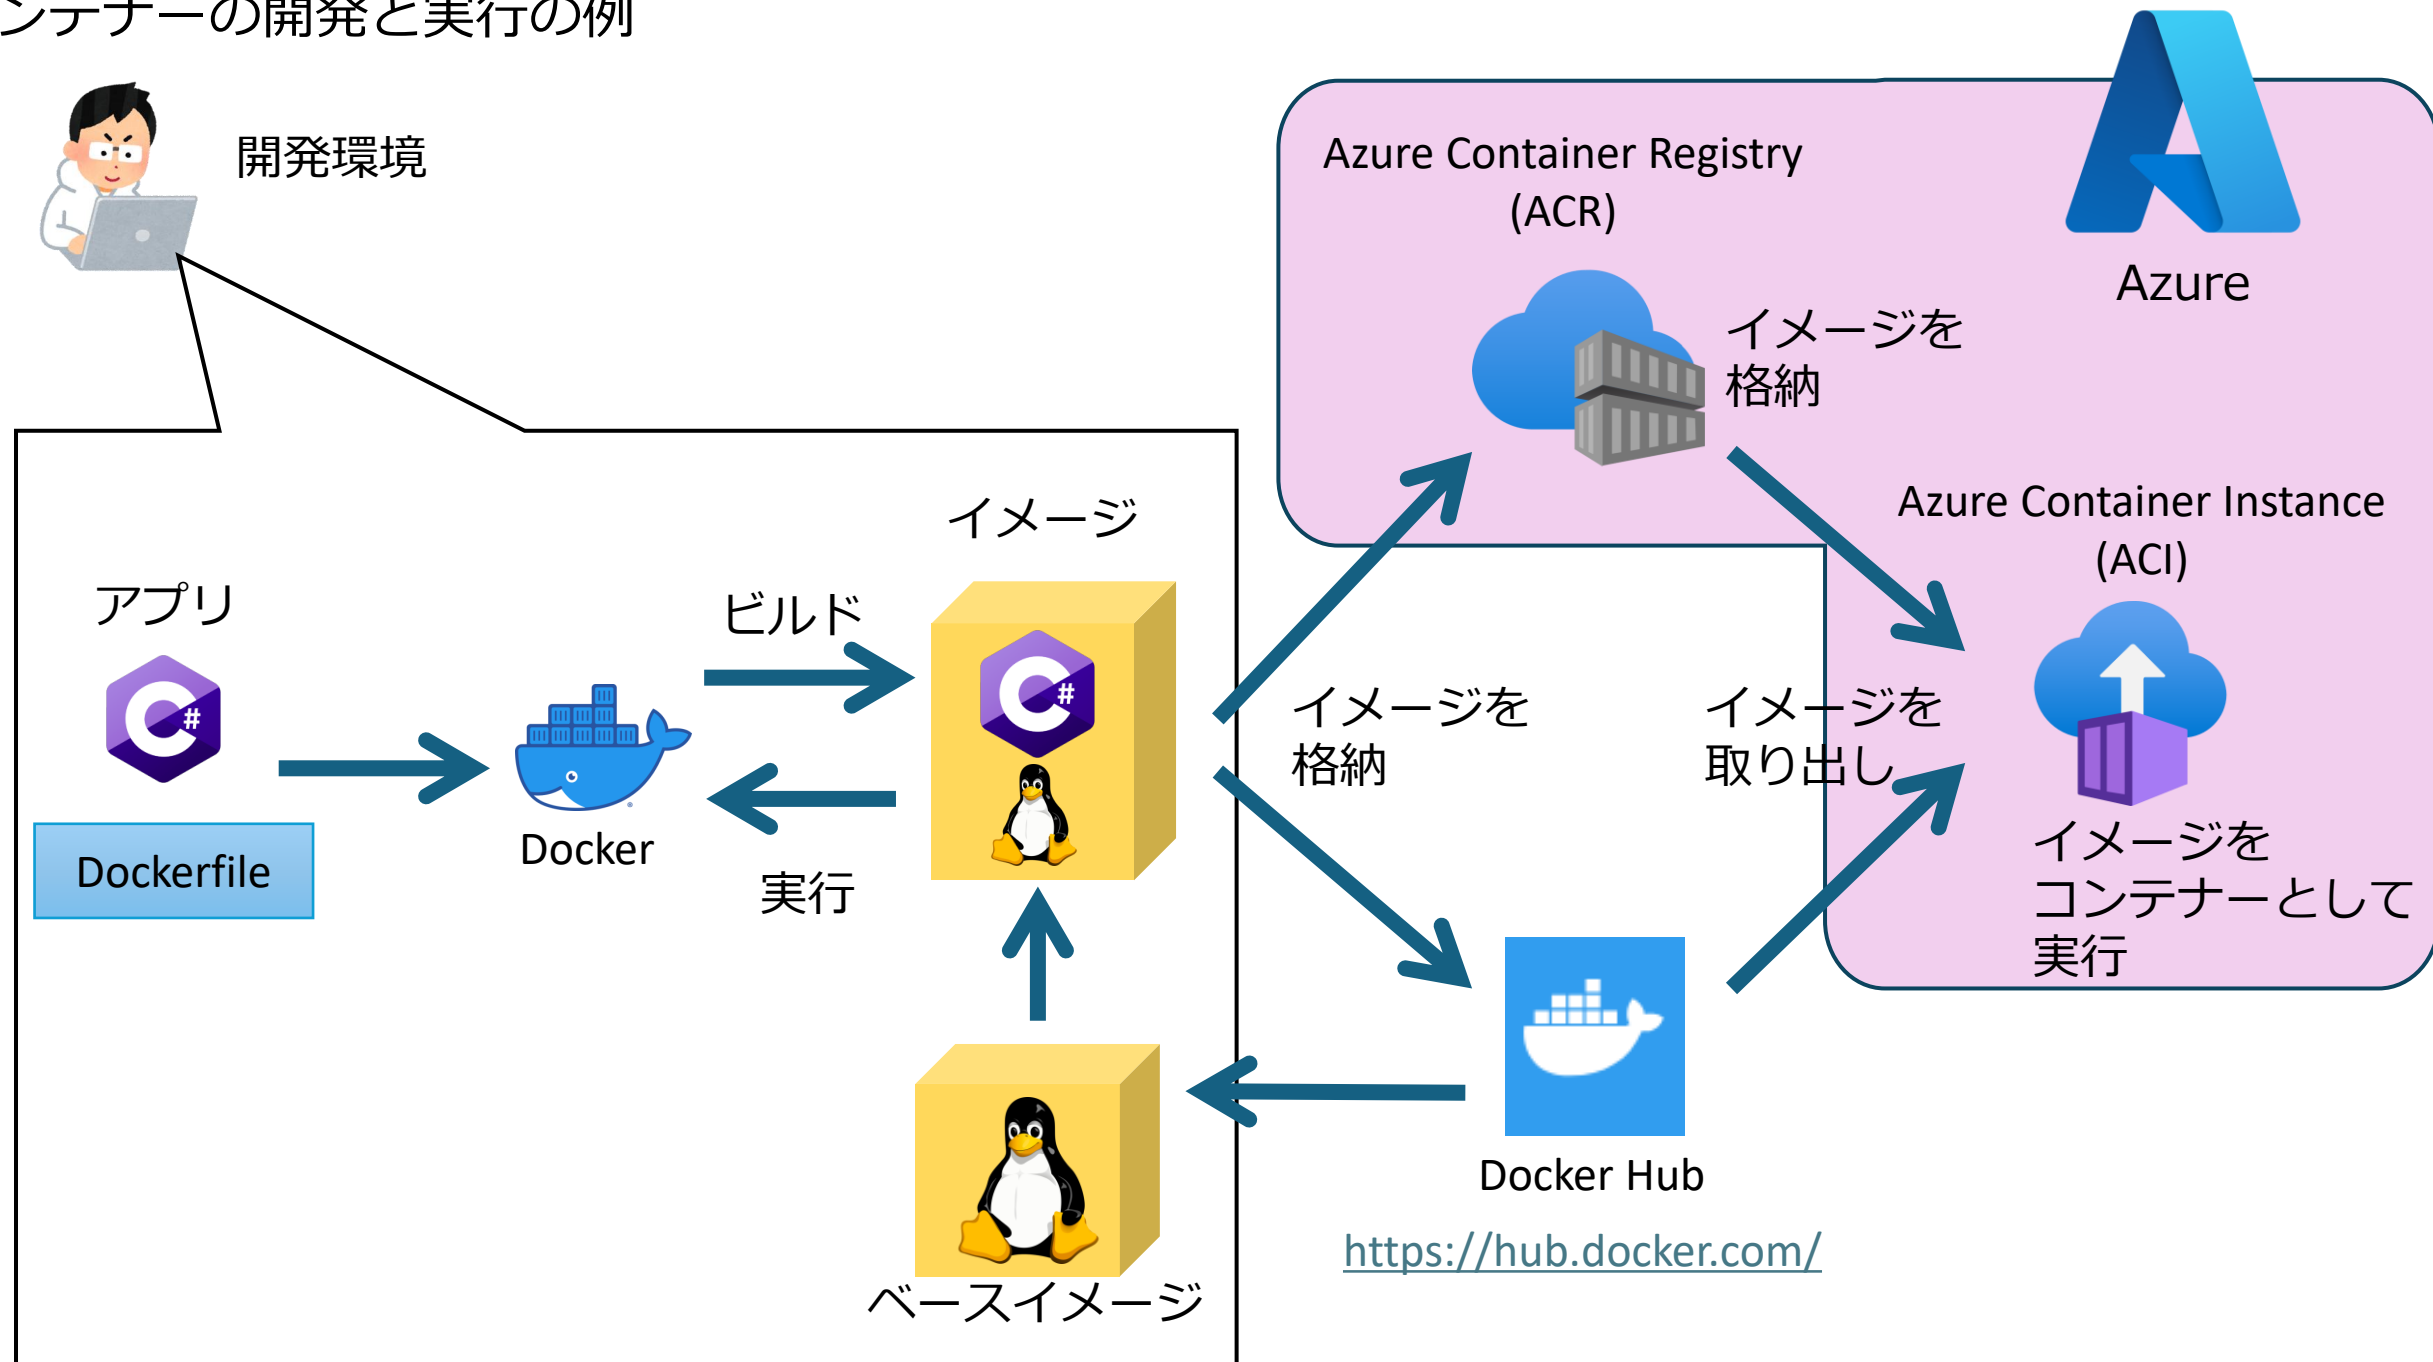 ンテナーの開発と実行の例
開発環境
Azure Container Registry
(ACR)
Azure
イメージを
格納
Azure Container Instance
(ACI)
イメージ
アプリ
ビルド
C#
C#
イメージを
格納
イメージを
取り出し
Docker
Dockerfile
実行
イメージを
コンテナーとして
実行
Docker Hub
https://hub.docker.com/
ベースイメージ